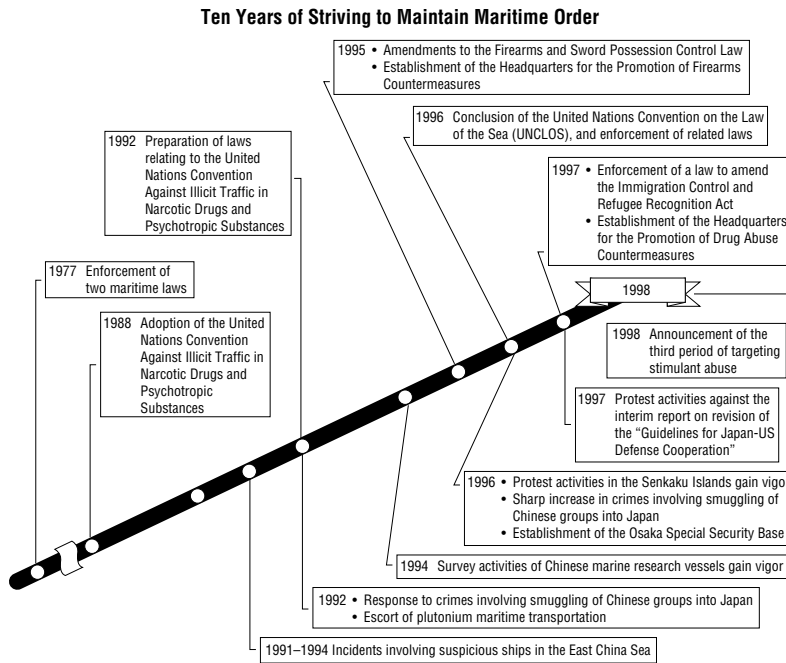 Ten Years of Striving to Maintain Maritime Order
1995 • Amendments to the Firearms and Sword Possession Control Law
• Establishment of the Headquarters for the Promotion of Firearms
Countermeasures
1996 Conclusion of the United Nations Convention on the Law
of the Sea (UNCLOS), and enforcement of related laws
1992 Preparation of laws
relating to the United
Nations Convention
Against Illicit Traffic in
Narcotic Drugs and
Psychotropic Substances
1997 • Enforcement of a law to amend
the Immigration Control and
Refugee Recognition Act
• Establishment of the Headquarters
for the Promotion of Drug Abuse
Countermeasures
1977 Enforcement of
two maritime laws
1998
1988 Adoption of the United
Nations Convention
Against Illicit Traffic in
Narcotic Drugs and
Psychotropic
Substances
1998 Announcement of the
third period of targeting
stimulant abuse
1997 Protest activities against the
interim report on revision of
the “Guidelines for Japan-US
Defense Cooperation”
1996 • Protest activities in the Senkaku Islands gain vigo
• Sharp increase in crimes involving smuggling of
Chinese groups into Japan
• Establishment of the Osaka Special Security Base
1994 Survey activities of Chinese marine research vessels gain vigor
1992 • Response to crimes involving smuggling of Chinese groups into Japan
• Escort of plutonium maritime transportation
1991–1994 Incidents involving suspicious ships in the East China Sea